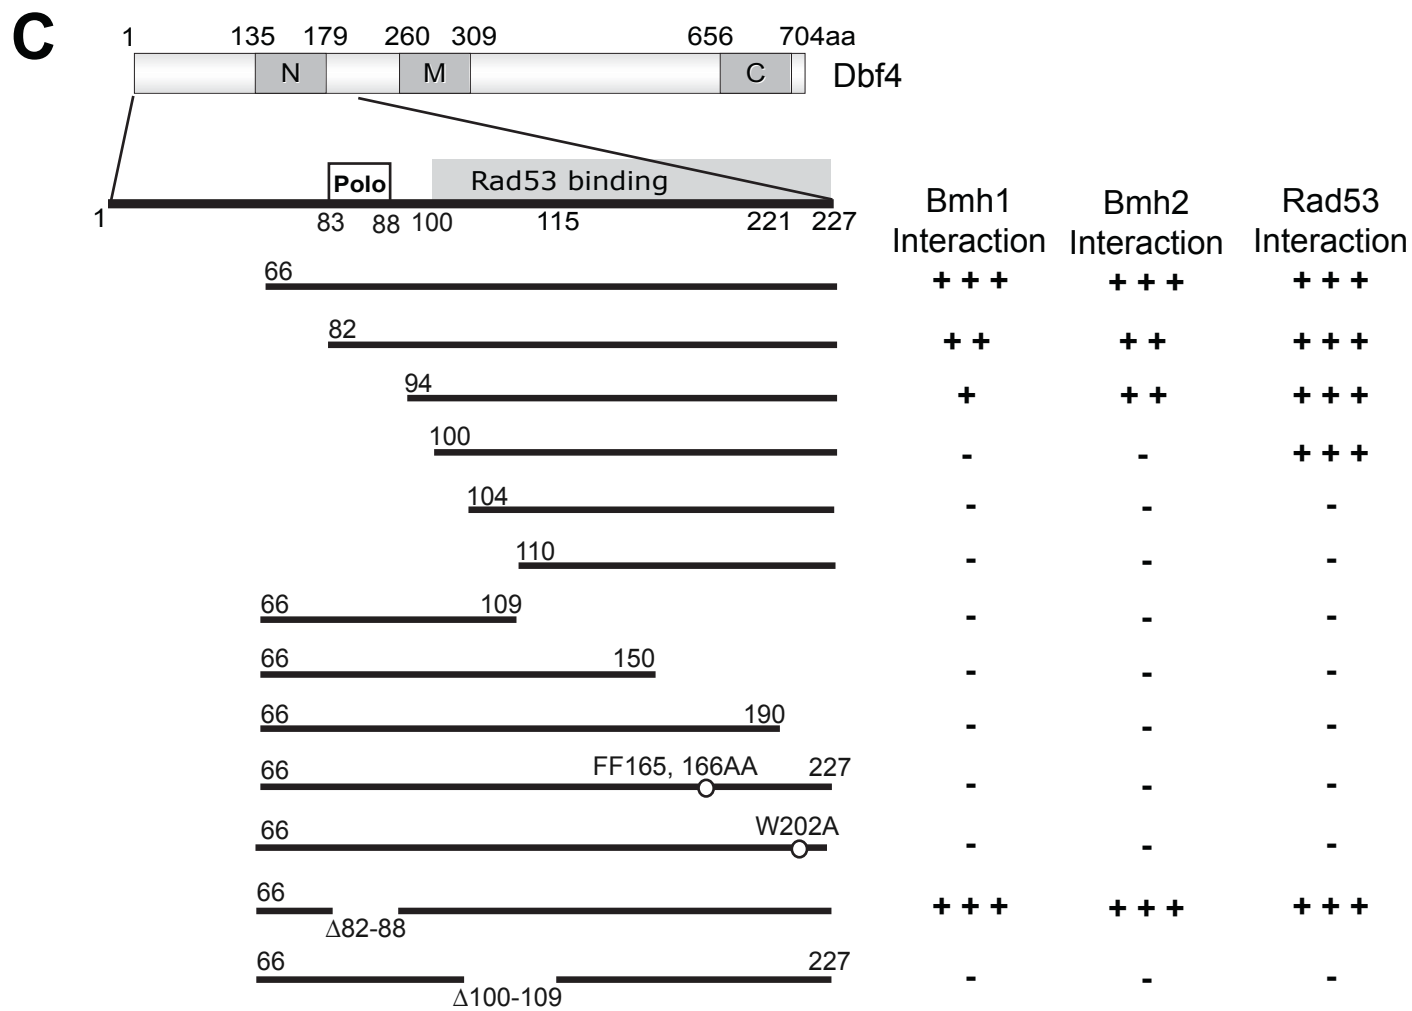 C
1 135 179 260 309 656 704aa
N M C Dbf4
Polo Rad53 binding
1 83 88 100 115 221 227
Bmh1 Interaction Bmh2 Interaction Rad53 Interaction
66 + + + + + + + + +
82 + + + + + + +
94 + + + + + +
100 - - + + +
104 - - -
110 - - -
66 109 - - -
66 150 - - -
66 190 - - -
66 FF165, 166AA 227 - - -
66 W202A - - -
66 + + + + + + + + +
Δ82-88
66 227 - - -
Δ100-109